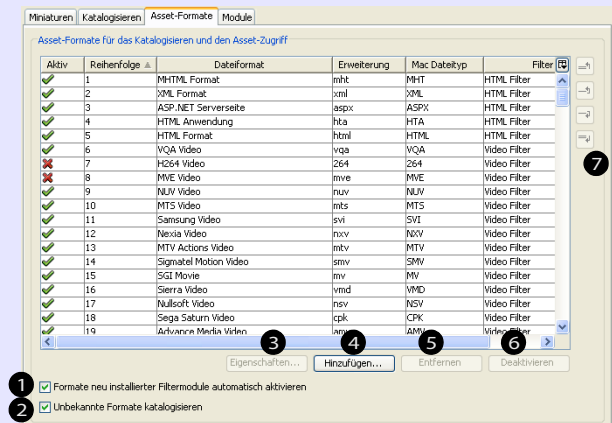 Miniaturen Katalogisieren Asset-Formate Module
Asset-Formate für das Katalogisieren und den Asset-Zugriff
Aktiv Reihenfolge Dateiformat Erweiterung Mac Dateityp Filter
1 MHTML Format mht MHT HTML Filter
2 XML Format xml XML HTML Filter
3 ASP.NET Serverseite aspx ASPX HTML Filter
4 HTML Anwendung hta HTA HTML Filter
5 HTML Format html HTML HTML Filter
6 VQA Video vqa VQA Video Filter
7 H264 Video 264 264 Video Filter
8 MVE Video mve MVE Video Filter
9 NUV Video nuv NUV Video Filter
10 MTS Video mts MTS Video Filter
11 Samsung Video svi SVI Video Filter
12 Nexia Video nxv NXV Video Filter
13 MTV Actions Video mtv MTV Video Filter
14 Sigmatel Motion Video smv SMV Video Filter
15 SGI Movie mv MV Video Filter
16 Sierra Video vmd VMD Video Filter
17 Nullsoft Video nsv NSV Video Filter
18 Sega Saturn Video cpk CPK Video Filter
19 Advance Media Video amv AMV Video Filter
7
3 4 5 6
Eigenschaften... Hinzufügen... Entfernen Deaktivieren
1 Formate neu installierter Filtermodule automatisch aktivieren
2 Unbekannte Formate katalogisieren